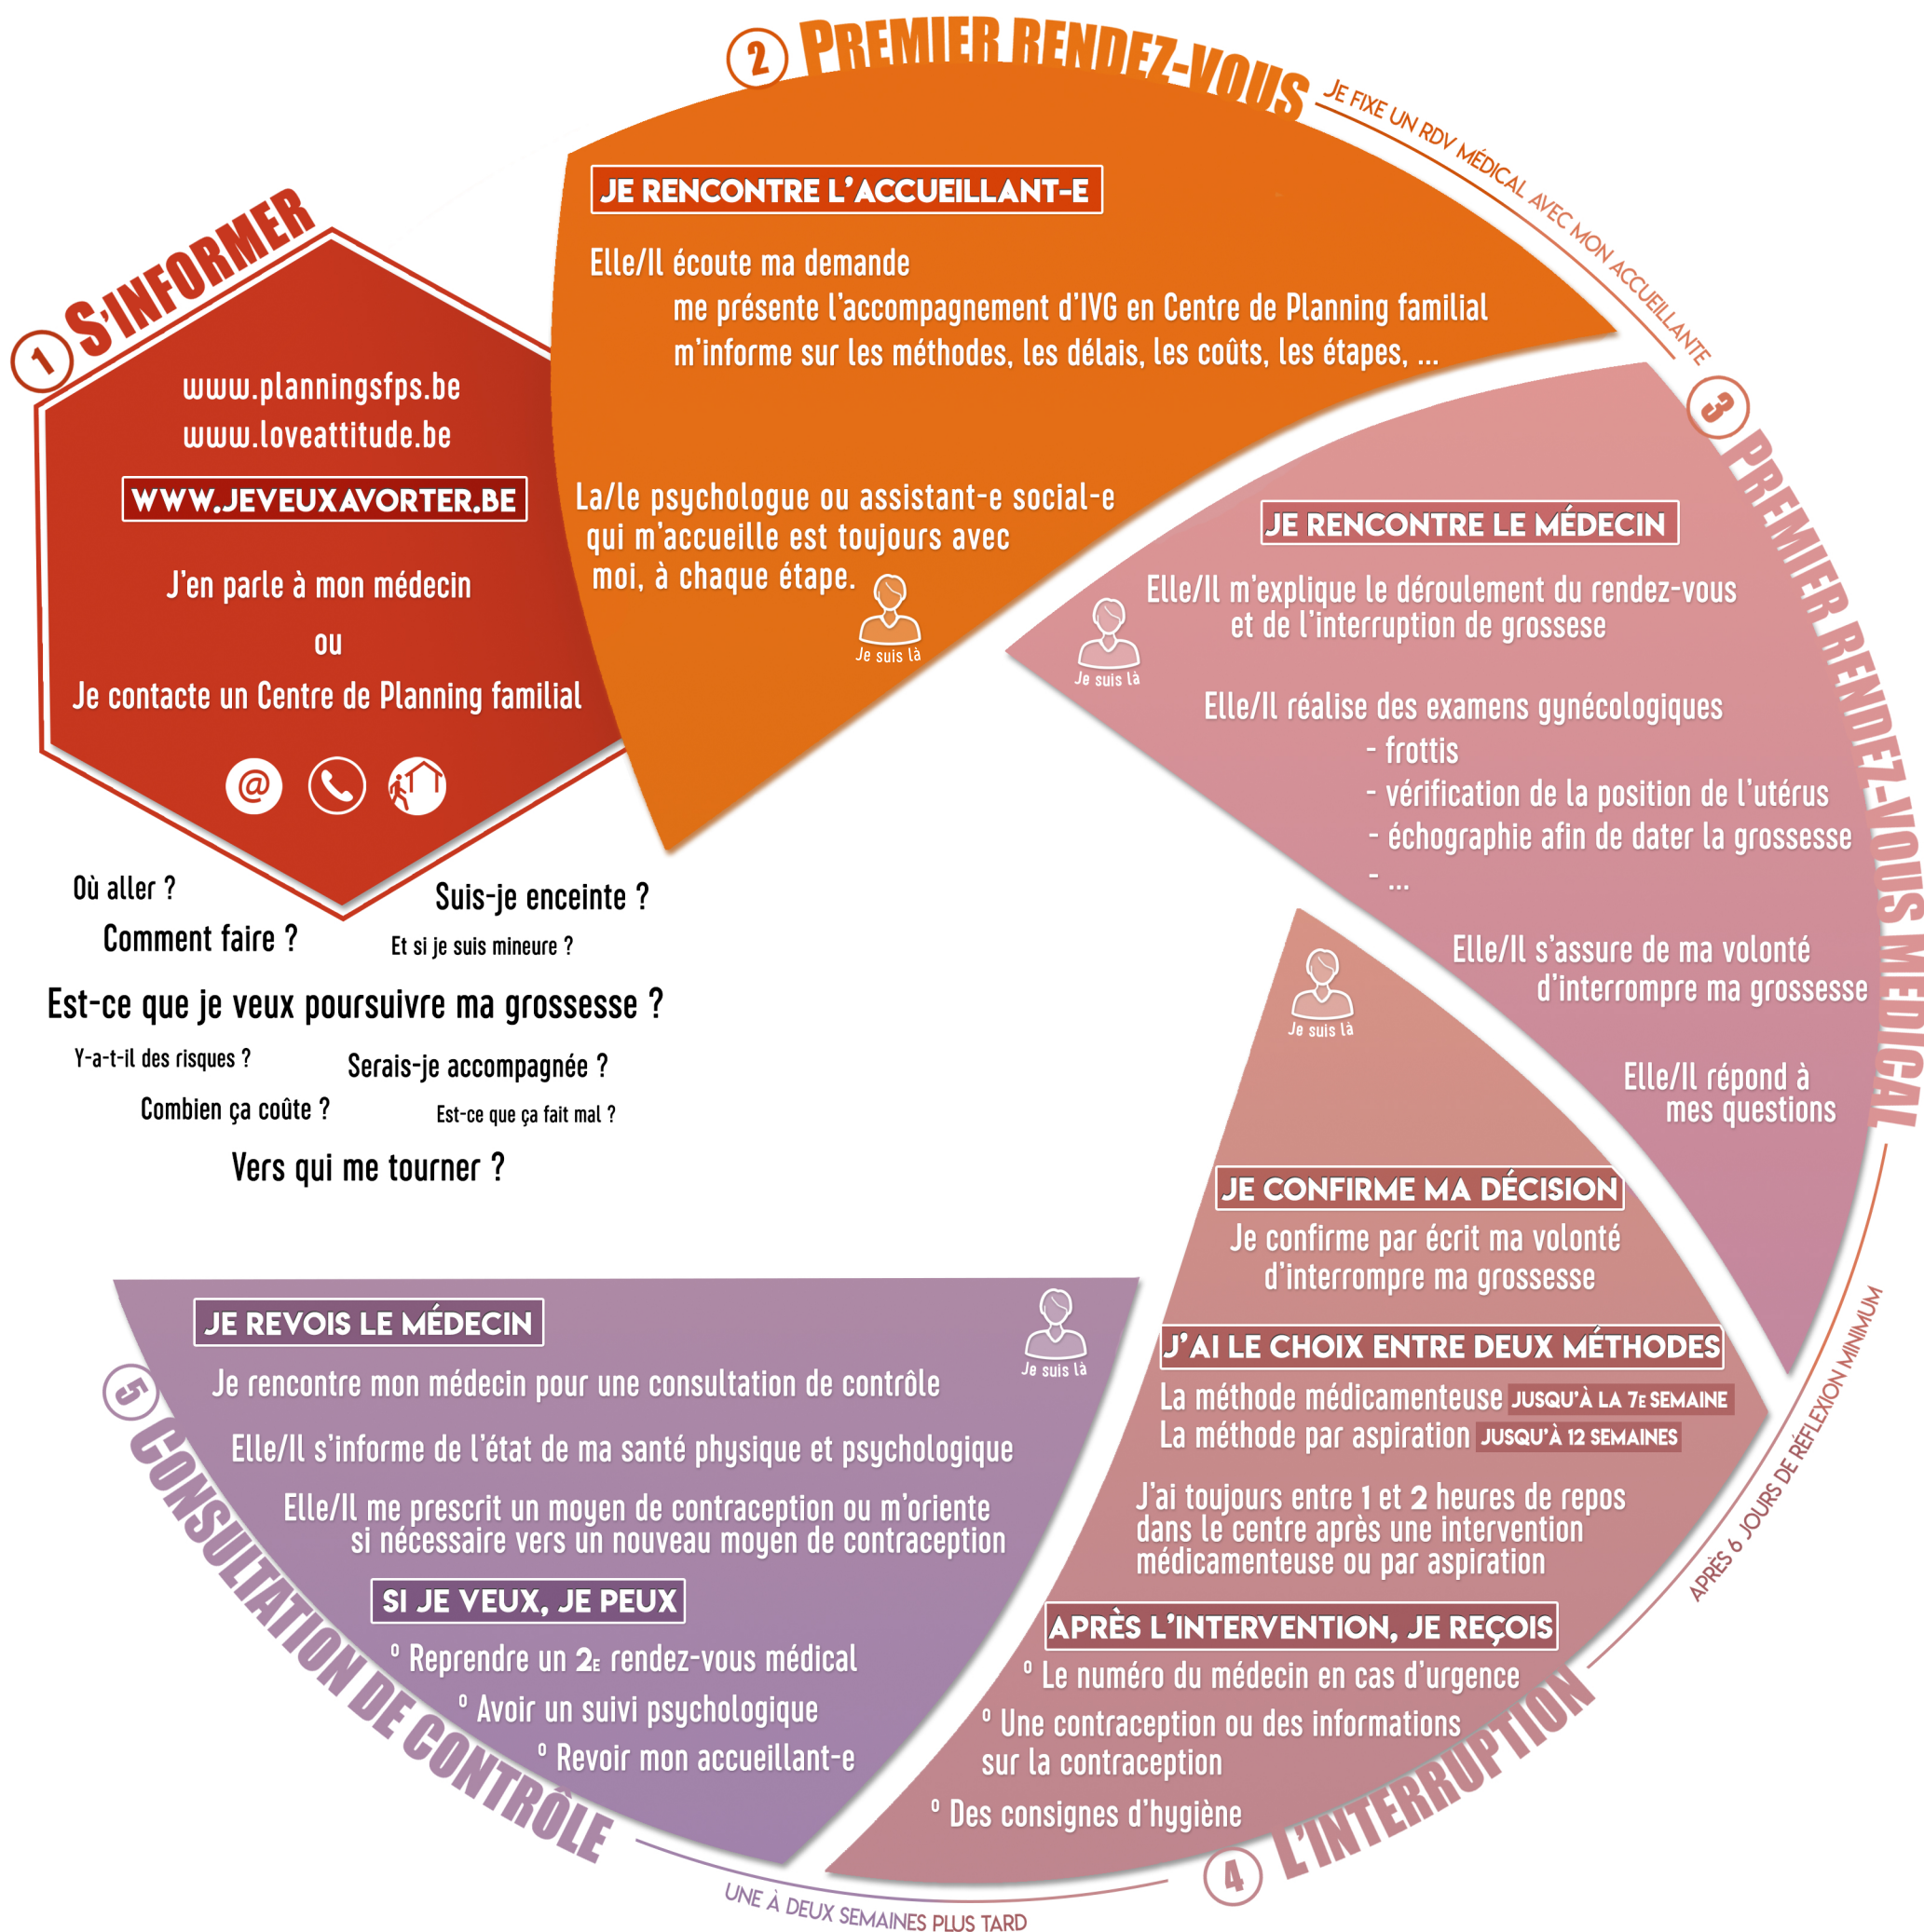 1 S'INFORMER
www.planningsfps.be
www.loveattitude.be
WWW.JEVEUXAVORTER.BE
J'en parle à mon médecin
ou
Je contacte un Centre de Planning familial
@
Où aller ?
Suis-je enceinte ?
Comment faire ?
Et si je suis mineure ?
Est-ce que je veux poursuivre ma grossesse ?
Y-a-t-il des risques ?
Serais-je accompagnée ?
Combien ça coûte ?
Est-ce que ça fait mal ?
Vers qui me tourner ?
2 PREMIER RENDEZ-VOUS
JE RENCONTRE L'ACCUEILLANT-E
Elle/Il écoute ma demande
me présente l'accompagnement d'IVG en Centre de Planning familial
m'informe sur les méthodes, les délais, les coûts, les étapes, ...
La/le psychologue ou assistant-e social-e
qui m'accueille est toujours avec
moi, à chaque étape.
Je suis là
JE FIXE UN RDV MÉDICAL AVEC MON ACCUEILLANTE
3 PREMIER RENDEZ-VOUS MÉDICAL
JE RENCONTRE LE MÉDECIN
Elle/Il m'explique le déroulement du rendez-vous
et de l'interruption de grossese
Je suis là
Elle/Il réalise des examens gynécologiques
- frottis
- vérification de la position de l'utérus
- échographie afin de dater la grossesse
- ...
Elle/Il s'assure de ma volonté
d'interrompre ma grossesse
Elle/Il répond à
mes questions
APRÈS 6 JOURS DE RÉFLEXION MINIMUM
4 L'INTERRUPTION
Je suis là
JE CONFIRME MA DÉCISION
Je confirme par écrit ma volonté
d'interrompre ma grossesse
J'AI LE CHOIX ENTRE DEUX MÉTHODES
La méthode médicamenteuse JUSQU'À LA 7E SEMAINE
La méthode par aspiration JUSQU'À 12 SEMAINES
J'ai toujours entre 1 et 2 heures de repos
dans le centre après une intervention
médicamenteuse ou par aspiration
APRÈS L'INTERVENTION, JE REÇOIS
° Le numéro du médecin en cas d'urgence
° Une contraception ou des informations
sur la contraception
° Des consignes d'hygiène
UNE À DEUX SEMAINES PLUS TARD
5 CONSULTATION DE CONTRÔLE
JE REVOIS LE MÉDECIN
Je suis là
Je rencontre mon médecin pour une consultation de contrôle
Elle/Il s'informe de l'état de ma santé physique et psychologique
Elle/Il me prescrit un moyen de contraception ou m'oriente
si nécessaire vers un nouveau moyen de contraception
SI JE VEUX, JE PEUX
° Reprendre un 2E rendez-vous médical
° Avoir un suivi psychologique
° Revoir mon accueillant-e